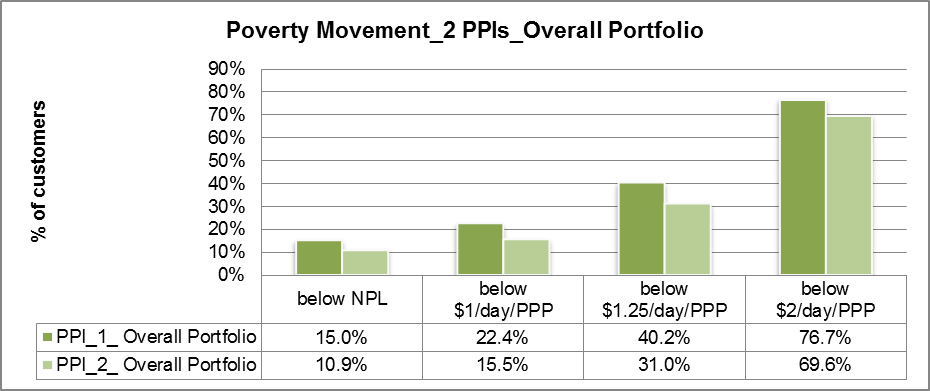 Poverty Movement_2 PPIs_Overall Portfolio
% of customers
90%
80%
70%
60%
50%
40%
30%
20%
10%
0%
below NPL
below $1/day/PPP
below $1.25/day/PPP
below $2/day/PPP
PPI_1_ Overall Portfolio 15.0% 22.4% 40.2% 76.7%
PPI_2_ Overall Portfolio 10.9% 15.5% 31.0% 69.6%